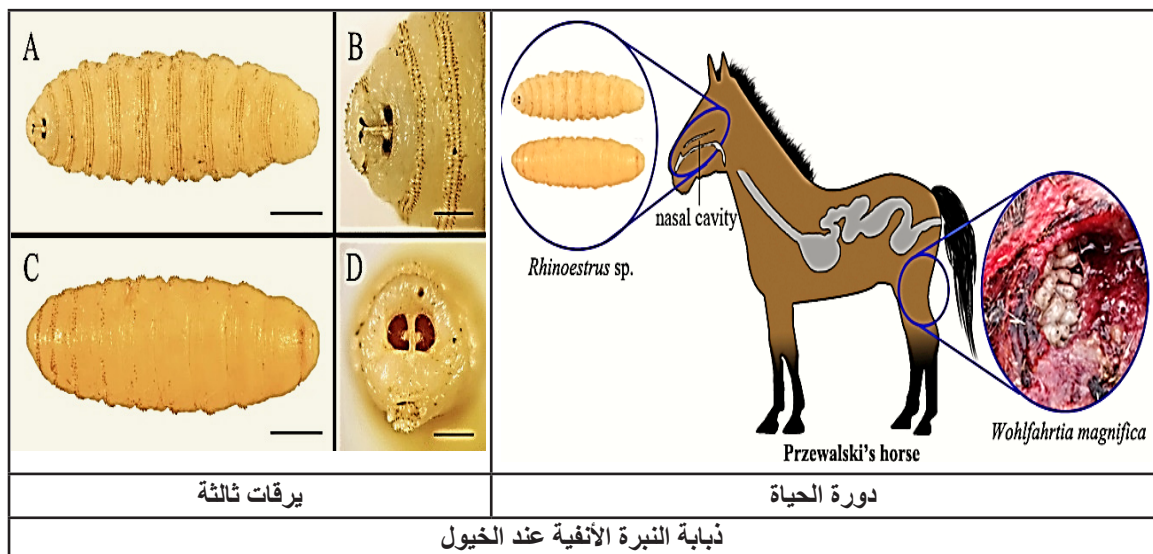 A
B
C
D
nasal cavity
Rhinoestrus sp.
Wohlfahrtia magnifica
Przewalski's horse
يرقات ثالثة
دورة الحياة
ذبابة النبرة الأنفية عند الخيول